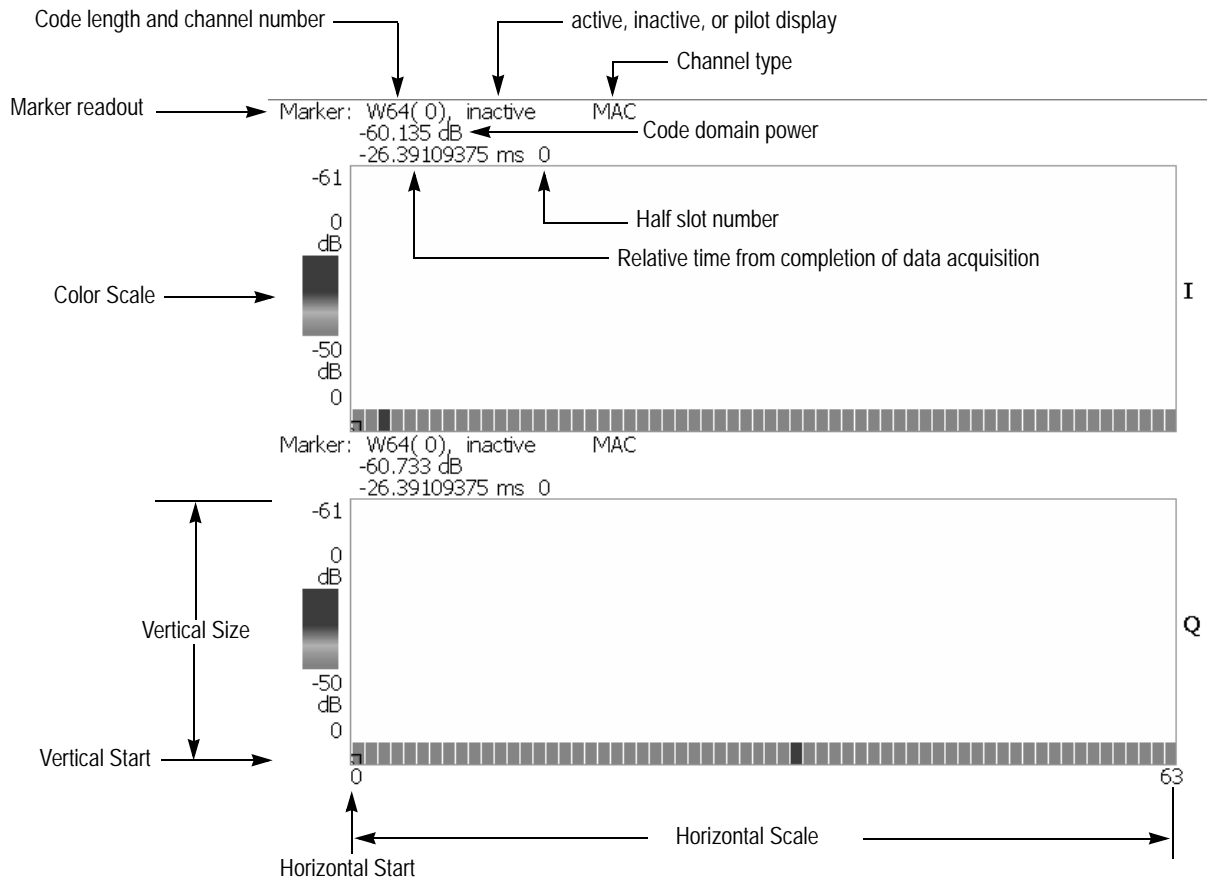 Code length and channel number
active, inactive, or pilot display
Channel type
Marker readout
Marker: W64( 0), inactive MAC
-60.135 dB
Code domain power
-26.39109375 ms 0
-61
Half slot number
0
dB
Relative time from completion of data acquisition
Color Scale
I
-50
dB
0
Marker: W64( 0), inactive MAC
-60.733 dB
-26.39109375 ms 0
-61
0
dB
Vertical Size
Q
-50
dB
0
Vertical Start
0 63
Horizontal Scale
Horizontal Start